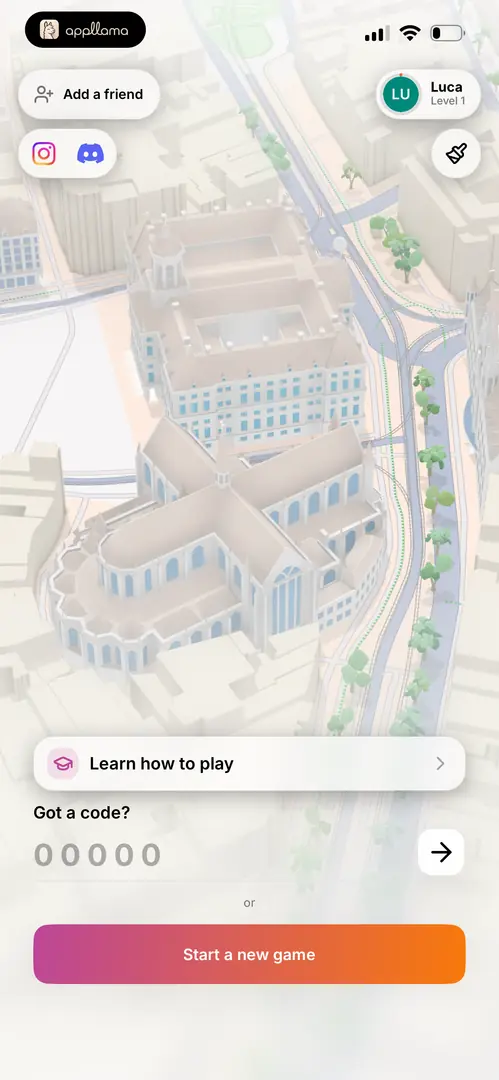 appllama
Add a friend
LU
Luca
Level 1
Learn how to play
Got a code?
00000
or
Start a new game